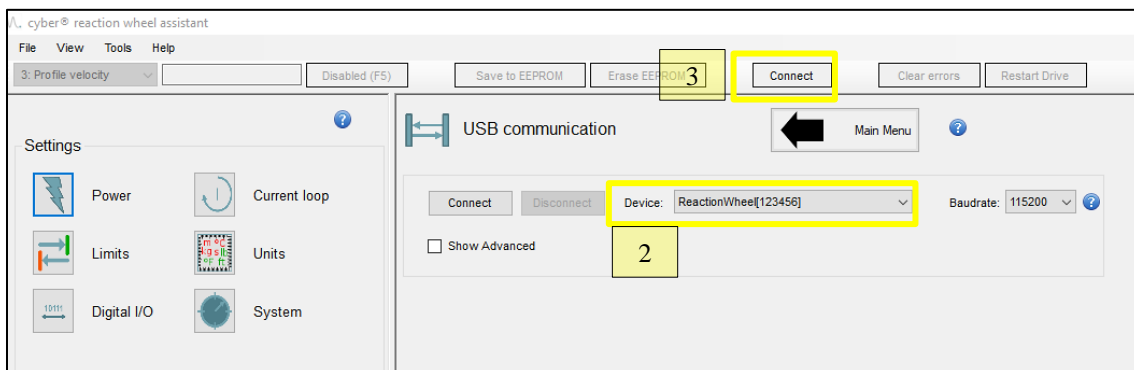 cyber® reaction wheel assistant
File View Tools Help
3: Profile velocity Disabled (F5) Save to EEPROM Erase EEPROM 3 Connect Clear errors Restart Drive
Settings
Power Current loop
Limits Units
Digital I/O System
USB communication Main Menu
Connect Disconnect Device: ReactionWheel[123456] Baudrate: 115200
Show Advanced
2